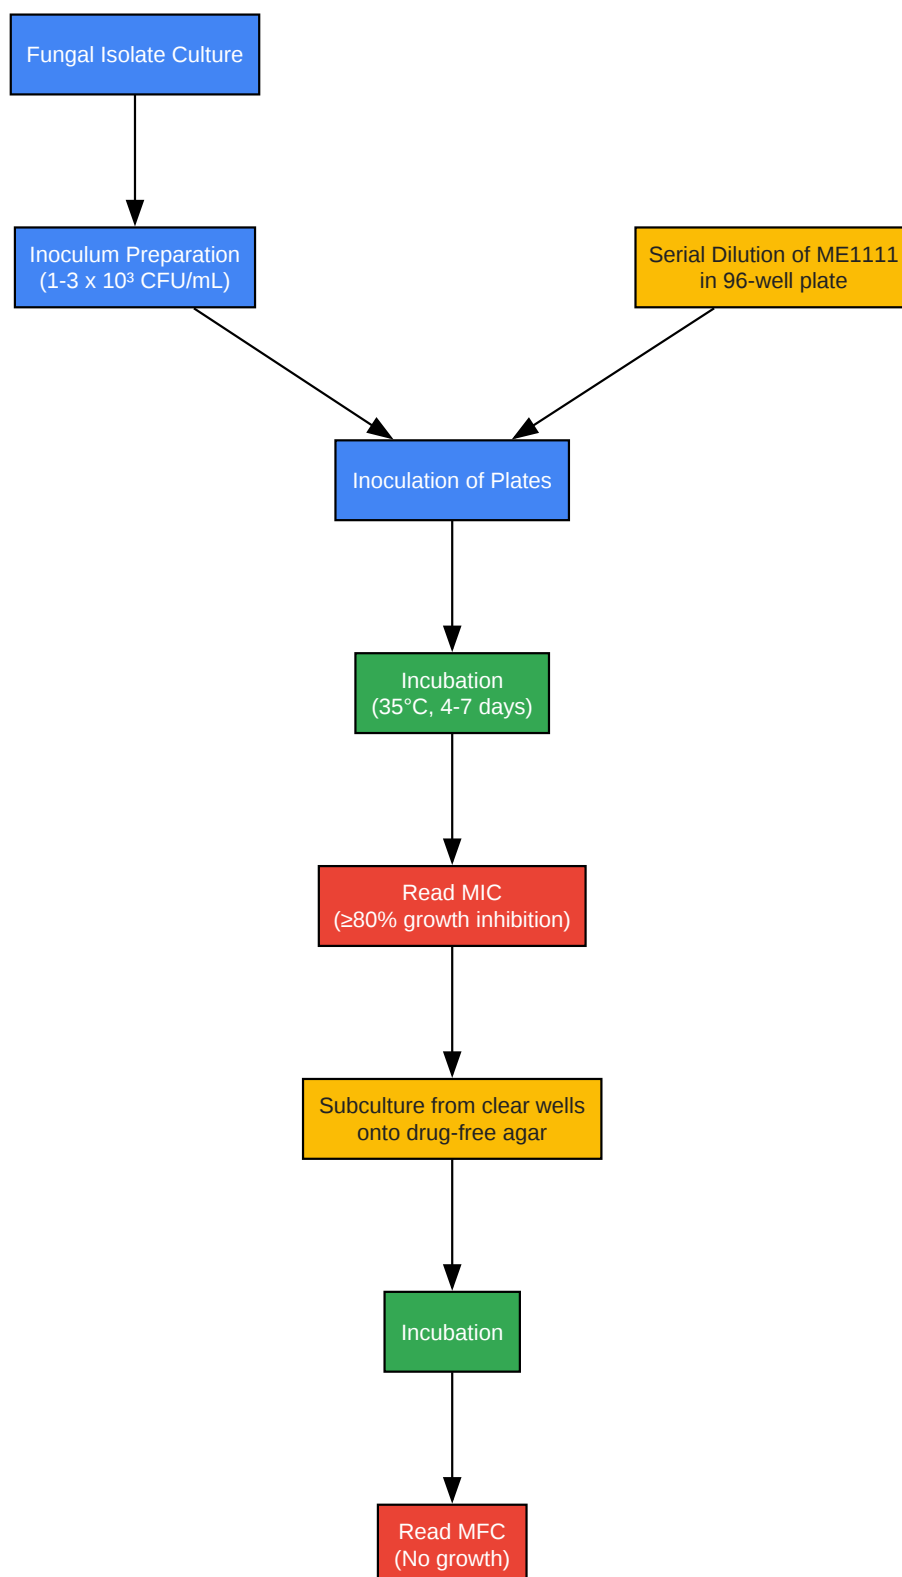 Fungal Isolate Culture
Inoculum Preparation
(1-3 x 10³ CFU/mL)
Serial Dilution of ME1111
in 96-well plate
Inoculation of Plates
Incubation
(35°C, 4-7 days)
Read MIC
(≥80% growth inhibition)
Subculture from clear wells
onto drug-free agar
Incubation
Read MFC
(No growth)